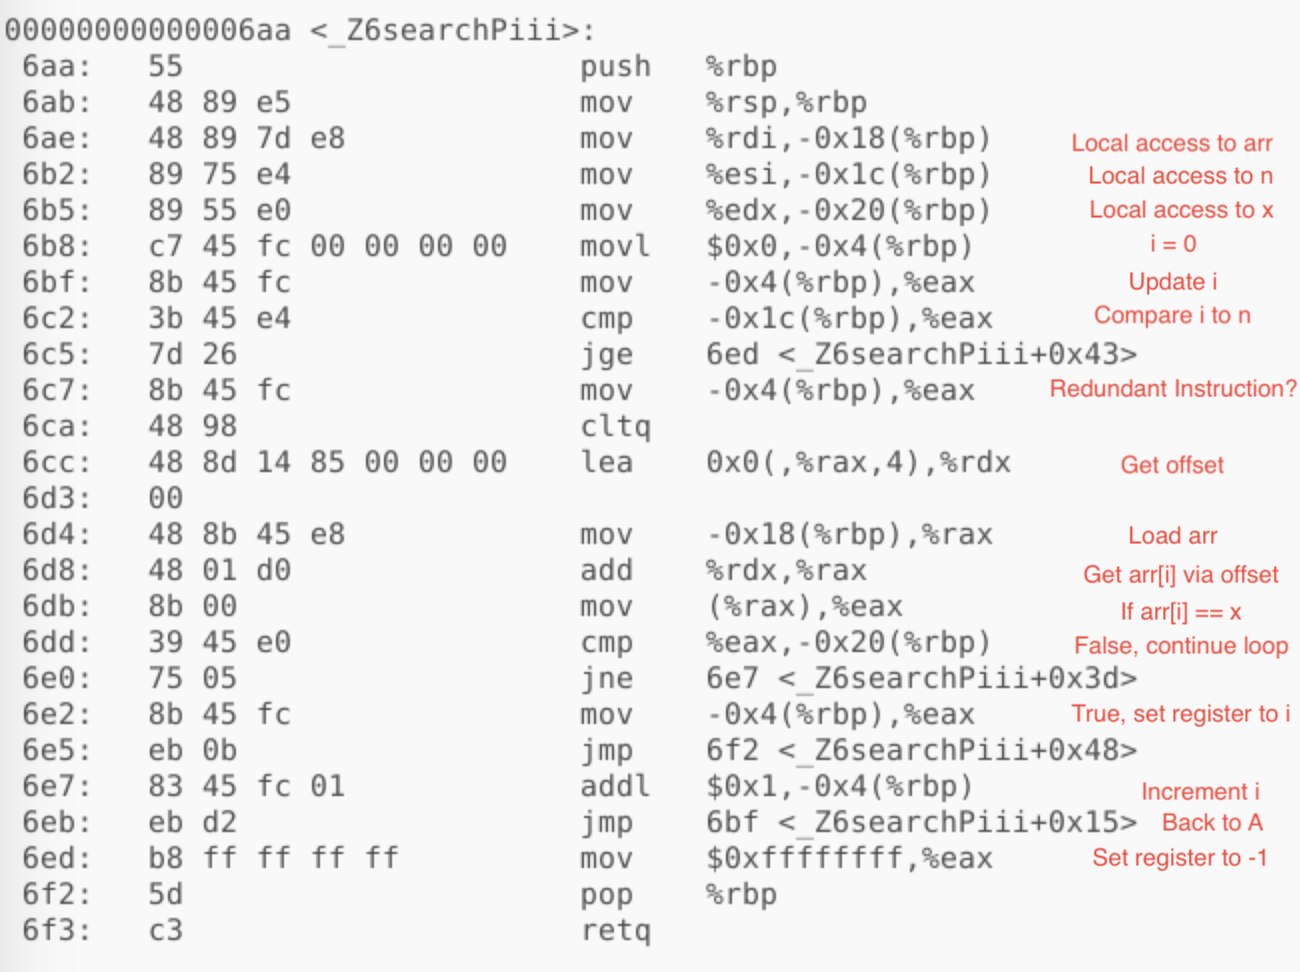 00000000000006aa <_Z6searchPiii>:
6aa: 55 push %rbp
6ab: 48 89 e5 mov %rsp,%rbp
6ae: 48 89 7d e8 mov %rdi,-0x18(%rbp) Local access to arr
6b2: 89 75 e4 mov %esi,-0x1c(%rbp) Local access to n
6b5: 89 55 e0 mov %edx,-0x20(%rbp) Local access to x
6b8: c7 45 fc 00 00 00 00 movl $0x0,-0x4(%rbp) i = 0
6bf: 8b 45 fc mov -0x4(%rbp),%eax Update i
6c2: 3b 45 e4 cmp -0x1c(%rbp),%eax Compare i to n
6c5: 7d 26 jge 6ed <_Z6searchPiii+0x43>
6c7: 8b 45 fc mov -0x4(%rbp),%eax Redundant Instruction?
6ca: 48 98 cltq
6cc: 48 8d 14 85 00 00 00 lea 0x0(,%rax,4),%rdx Get offset
6d3: 00
6d4: 48 8b 45 e8 mov -0x18(%rbp),%rax Load arr
6d8: 48 01 d0 add %rdx,%rax Get arr[i] via offset
6db: 8b 00 mov (%rax),%eax If arr[i] == x
6dd: 39 45 e0 cmp %eax,-0x20(%rbp) False, continue loop
6e0: 75 05 jne 6e7 <_Z6searchPiii+0x3d>
6e2: 8b 45 fc mov -0x4(%rbp),%eax True, set register to i
6e5: eb 0b jmp 6f2 <_Z6searchPiii+0x48>
6e7: 83 45 fc 01 addl $0x1,-0x4(%rbp) Increment i
6eb: eb d2 jmp 6bf <_Z6searchPiii+0x15> Back to A
6ed: b8 ff ff ff ff mov $0xffffffff,%eax Set register to -1
6f2: 5d pop %rbp
6f3: c3 retq